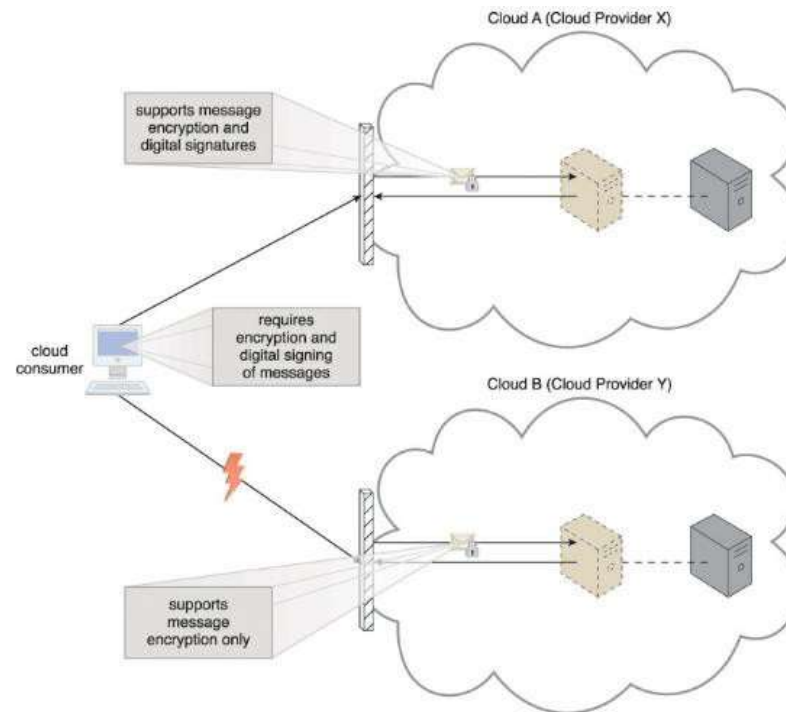 Cloud A (Cloud Provider X)
supports message
encryption and
digital signatures
requires
encryption and
digital signing
of messages
cloud
consumer
Cloud B (Cloud Provider Y)
supports
message
encryption only